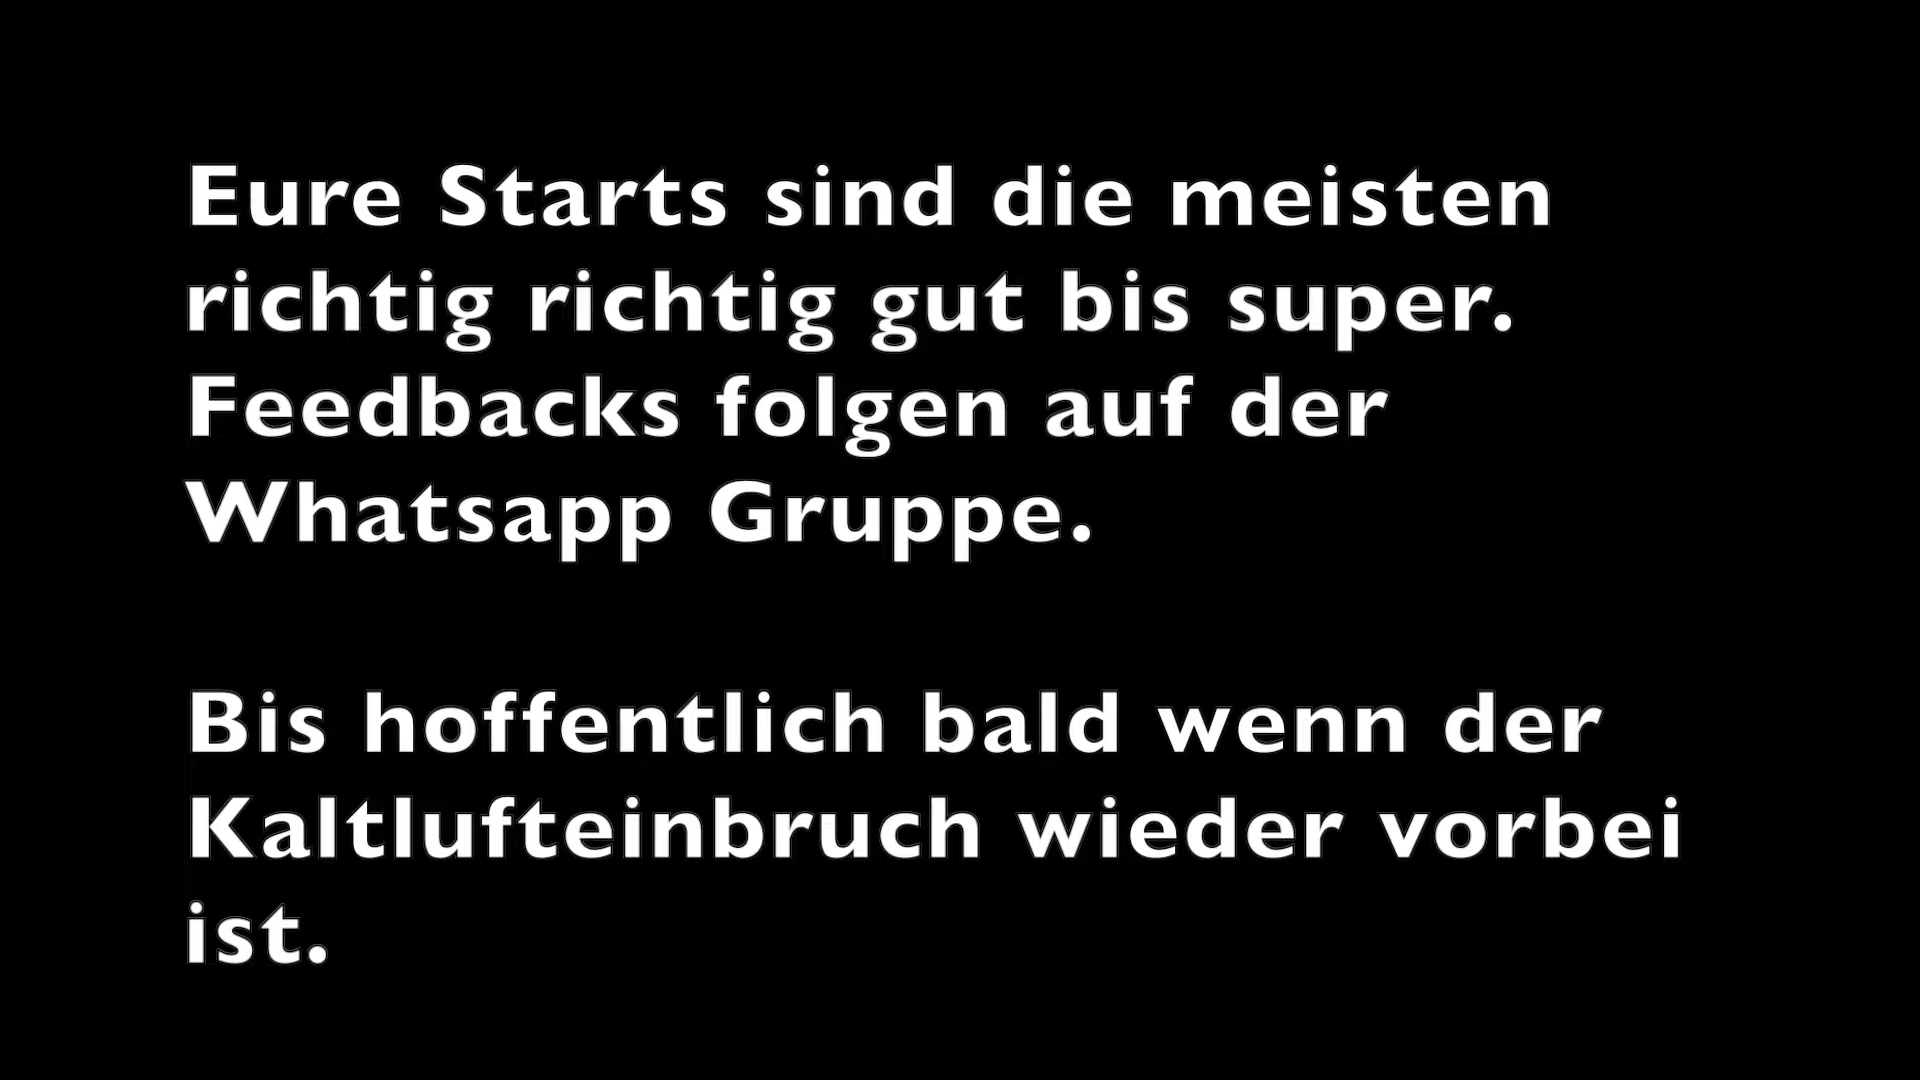 Eure Starts sind die meisten
richtig richtig gut bis super.
Feedbacks folgen auf der
Whatsapp Gruppe.
Bis hoffentlich bald wenn der
Kaltlufteinbruch wieder vorbei
ist.